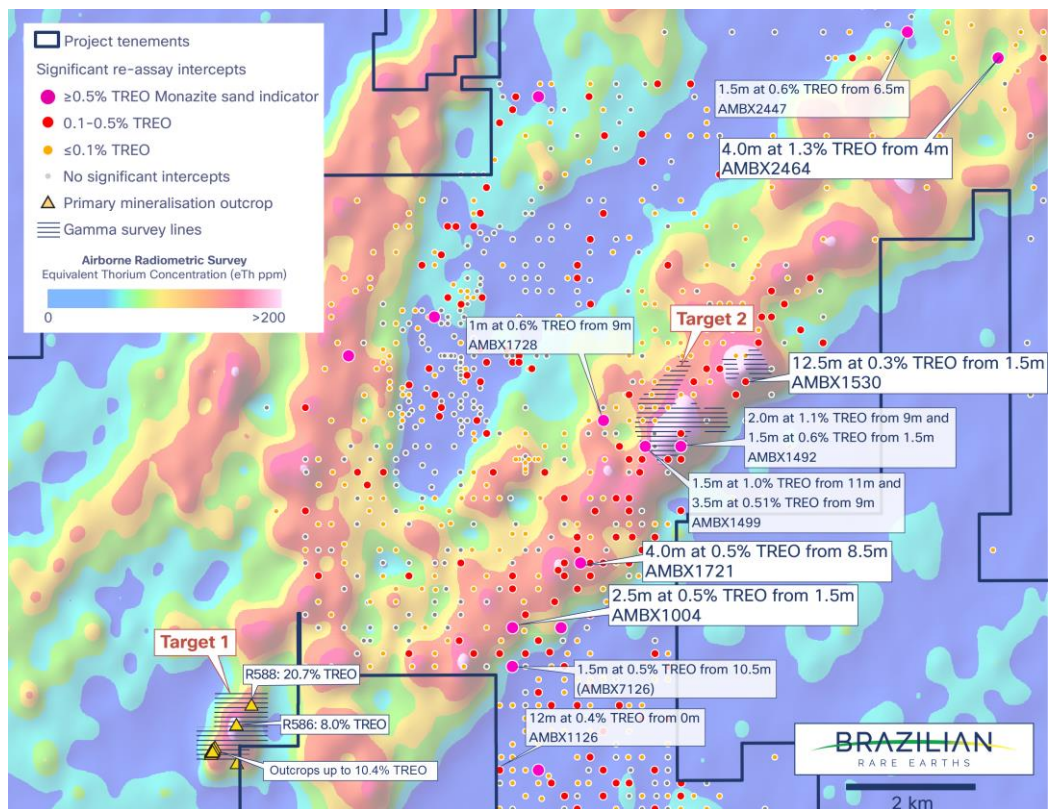 Project tenements
Significant re-assay intercepts
≥0.5% TREO Monazite sand indicator
0.1-0.5% TREO
≤0.1% TREO
No significant intercepts
Primary mineralisation outcrop
Gamma survey lines
Airborne Radiometric Survey
Equivalent Thorium Concentration (eTh ppm)
0 >200
1.5m at 0.6% TREO from 6.5m
AMBX2447
4.0m at 1.3% TREO from 4m
AMBX2464
1m at 0.6% TREO from 9m
AMBX1728
Target 2
12.5m at 0.3% TREO from 1.5m
AMBX1530
2.0m at 1.1% TREO from 9m and
1.5m at 0.6% TREO from 1.5m
AMBX1492
1.5m at 1.0% TREO from 11m and
3.5m at 0.51% TREO from 9m
AMBX1499
4.0m at 0.5% TREO from 8.5m
AMBX1721
2.5m at 0.5% TREO from 1.5m
AMBX1004
1.5m at 0.5% TREO from 10.5m
(AMBX7126)
12m at 0.4% TREO from 0m
AMBX1126
Target 1
R588: 20.7% TREO
R586: 8.0% TREO
Outcrops up to 10.4% TREO
BRAZILIAN
RARE EARTHS
2 km